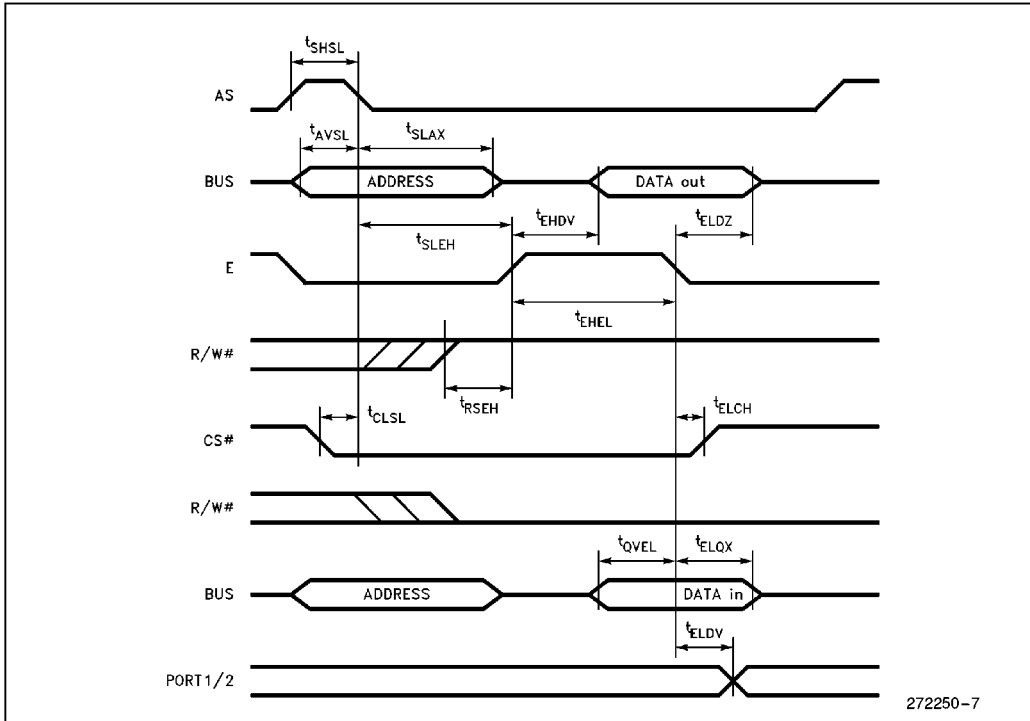 tSHSL
AS
tAVSL tSLAX
BUS ADDRESS DATA out
tEHDV tELDZ
tSLEH
E
tEHEL
R/W#
tRSEH
tCLSL tELCH
CS#
R/W#
tQVEL tELQX
BUS ADDRESS DATA in
tELDV
PORT1/2
272250-7